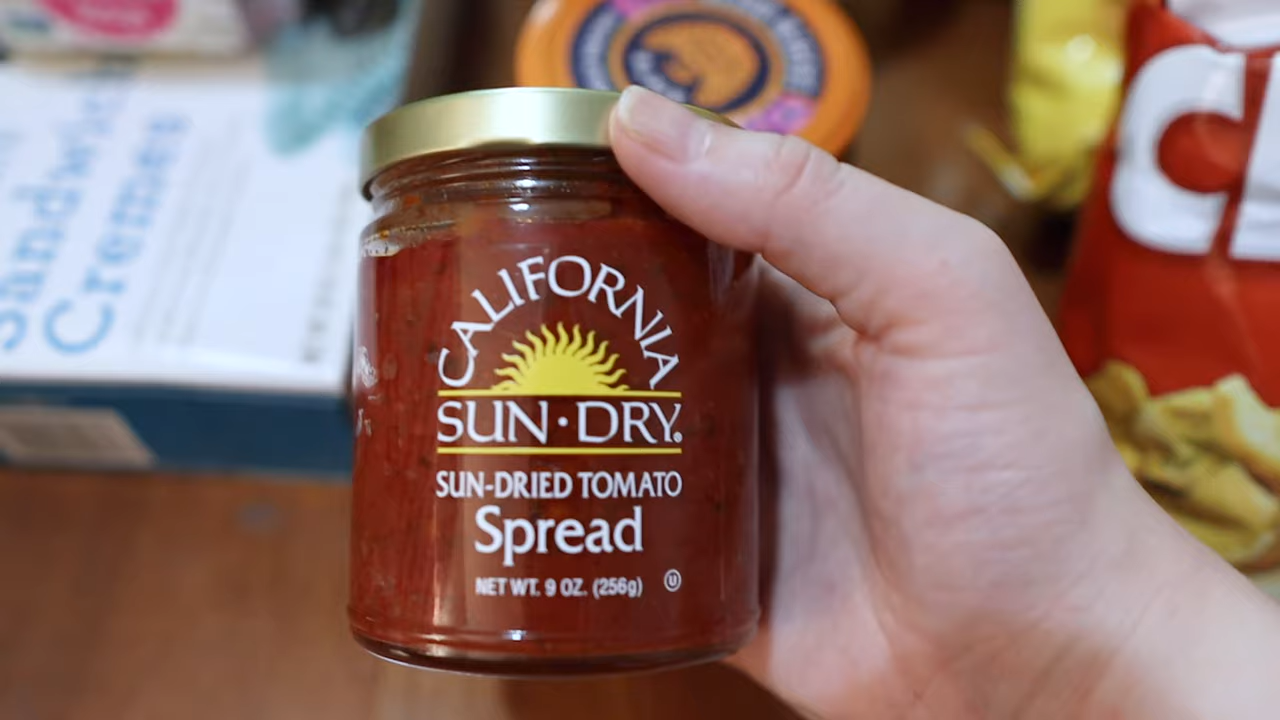 CALIFORNIA
SUN·DRY®
SUN-DRIED TOMATO
Spread
NET WT. 9 OZ. (256g) Ⓤ
Sandwich
Cremes